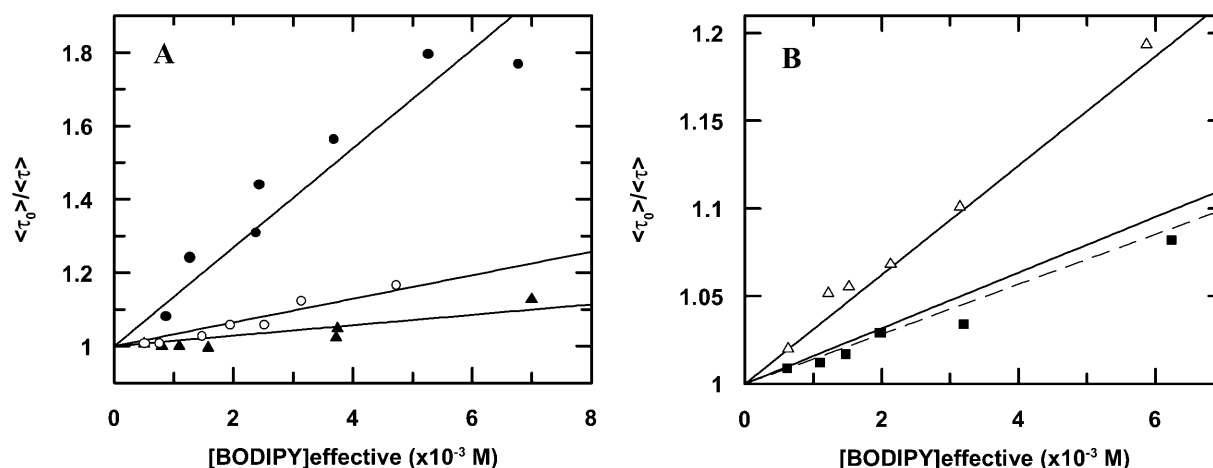 A
1.8
1.6
1.4
1.2
1
<τ0>/<τ>
0 2 4 6 8
[BODIPY]effective (x10-3 M)
B
1.2
1.15
1.1
1.05
1
<τ0>/<τ>
0 2 4 6
[BODIPY]effective (x10-3 M)